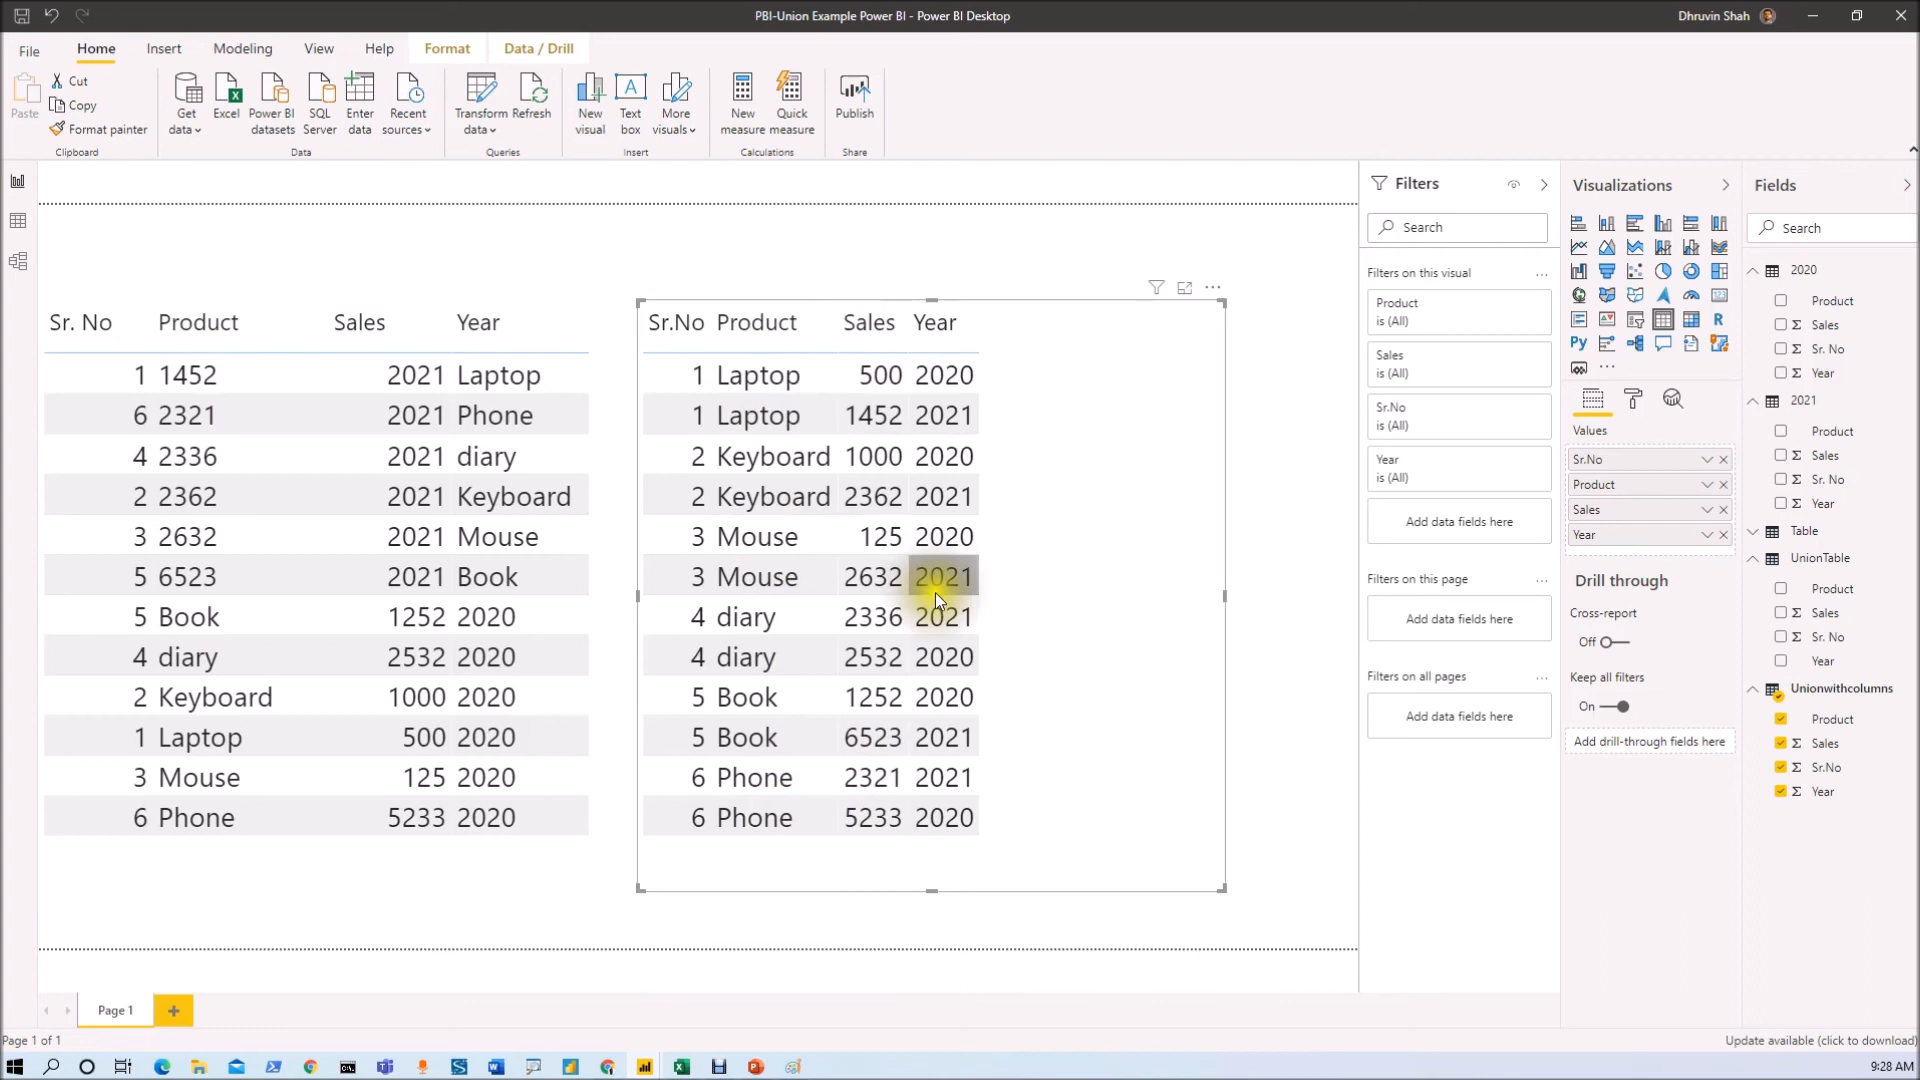 PBI-Union Example Power BI - Power BI Desktop
Dhruvin Shah
File Home Insert Modeling View Help Format Data / Drill
Paste
Cut
Copy
Format painter
Clipboard
Get data
Excel
Power BI datasets
SQL Server
Enter data
Recent sources
Data
Transform data
Refresh
Queries
New visual
Text box
More visuals
Insert
New measure
Quick measure
Calculations
Publish
Share
Sr. No Product Sales Year
1 1452 2021 Laptop
6 2321 2021 Phone
4 2336 2021 diary
2 2362 2021 Keyboard
3 2632 2021 Mouse
5 6523 2021 Book
5 Book 1252 2020
4 diary 2532 2020
2 Keyboard 1000 2020
1 Laptop 500 2020
3 Mouse 125 2020
6 Phone 5233 2020
Sr.No Product Sales Year
1 Laptop 500 2020
1 Laptop 1452 2021
2 Keyboard 1000 2020
2 Keyboard 2362 2021
3 Mouse 125 2020
3 Mouse 2632 2021
4 diary 2336 2021
4 diary 2532 2020
5 Book 1252 2020
5 Book 6523 2021
6 Phone 2321 2021
6 Phone 5233 2020
Filters
Search
Filters on this visual
Product
is (All)
Sales
is (All)
Sr.No
is (All)
Year
is (All)
Add data fields here
Filters on this page
Add data fields here
Filters on all pages
Add data fields here
Visualizations
R
Py
Values
Sr.No
Product
Sales
Year
Drill through
Cross-report
Off
Keep all filters
On
Add drill-through fields here
Fields
Search
2020
Product
Sales
Sr. No
Year
2021
Product
Sales
Sr. No
Year
Table
UnionTable
Product
Sales
Sr. No
Year
Unionwithcolumns
Product
Sales
Sr.No
Year
Page 1
Page 1 of 1
Update available (click to download)
9:28 AM